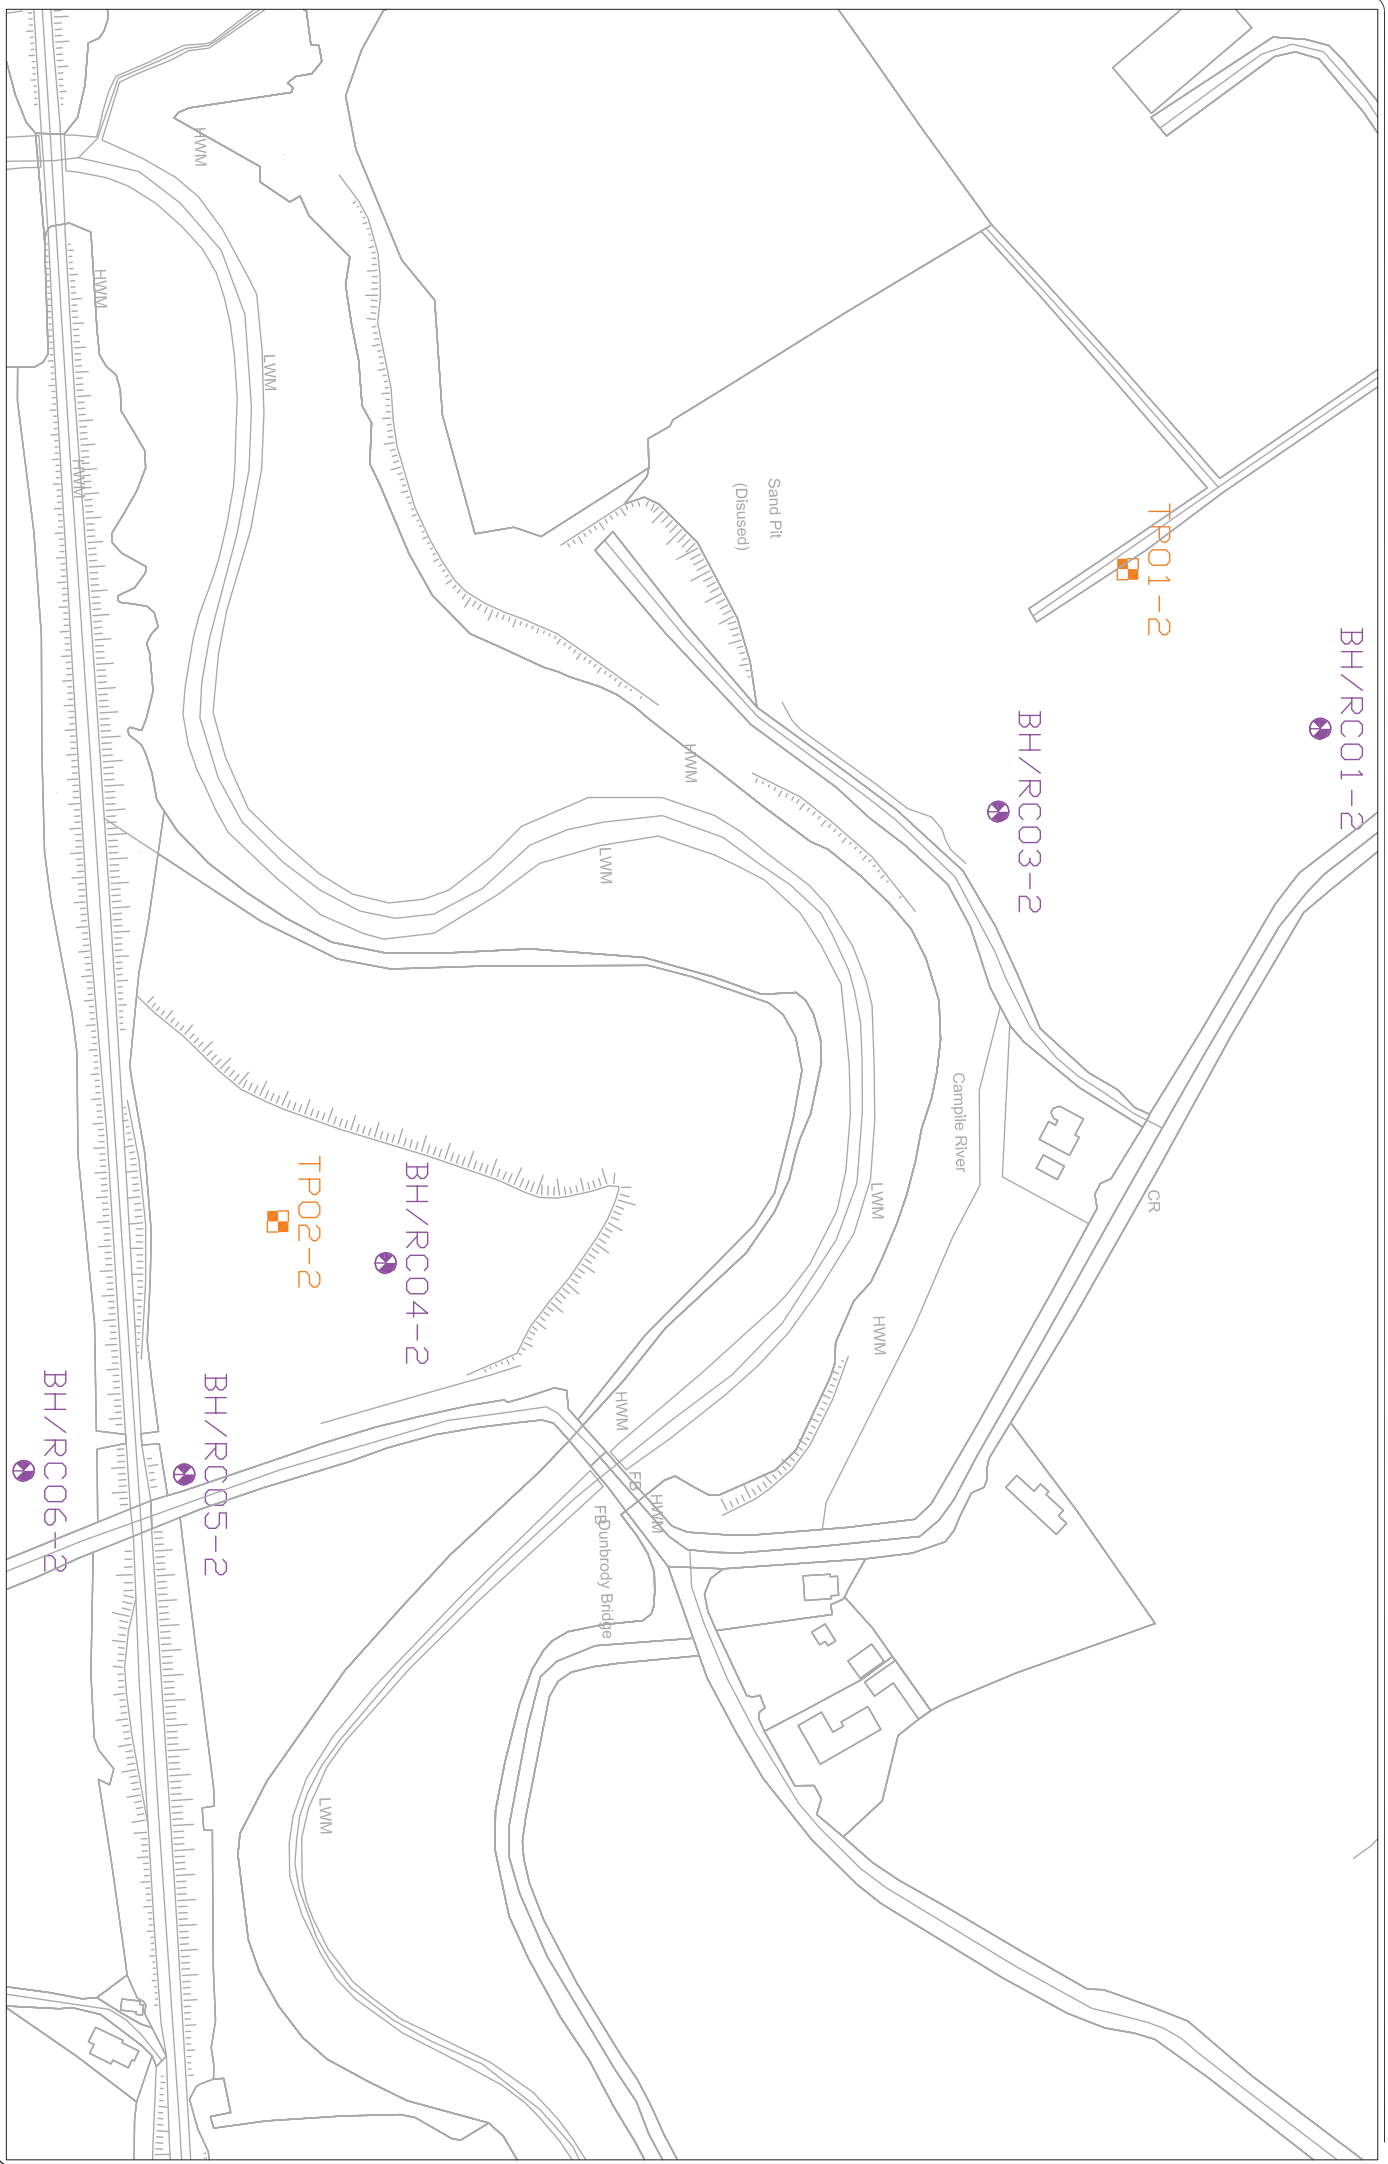 HWM
HWM
LWM
HWM
Sand Pit
(Disused)
TP01-2
BH/RC01-2
BH/RC03-2
HWM
LWM
Campile River
CR
LWM
HWM
TP02-2
BH/RC04-2
HWM
FB
HWM
FB
Dunbrody Bridge
BH/RC05-2
BH/RC06-2
LWM